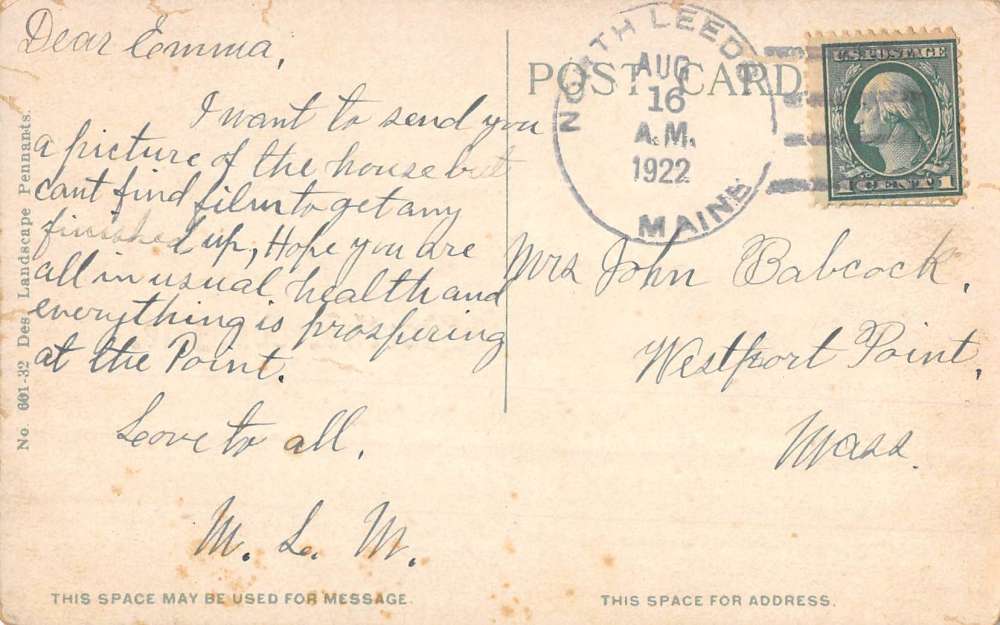 Dear Emma,
I want to send you
a picture of the house but
cant find film to get any
finished up, Hope you are
all in usual health and
everything is prospering
at the Point.
Love to all,
M. L. M.
THIS SPACE MAY BE USED FOR MESSAGE.
No. 601-32 Des. Landscape Pennants.
POST CARD
NORTH LEEDS
AUG
16
A.M.
1922
MAINE
U.S. POSTAGE
1 CENT 1
Mrs John Babcock,
Westport Point,
Mass.
THIS SPACE FOR ADDRESS.